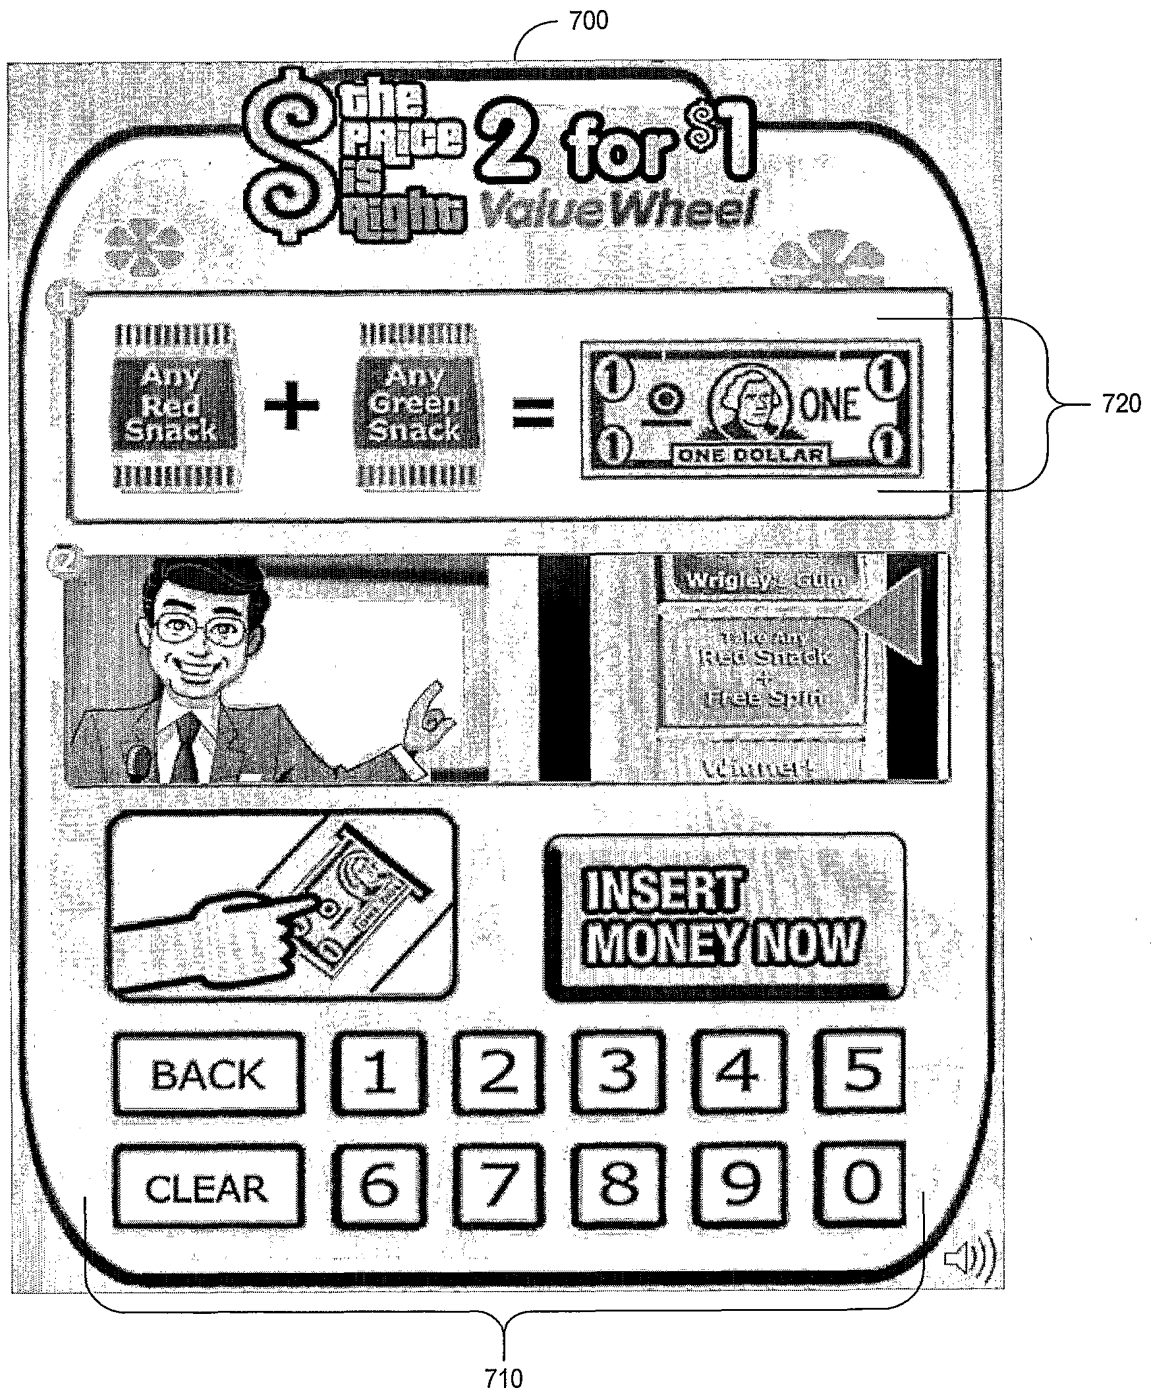 700
the
PRICE
is
Right
2 for $1
Value Wheel
1
Any
Red
Snack
+
Any
Green
Snack
=
1
1
ONE
1
1
ONE DOLLAR
720
2
Wrigley's Gum
Take Any
Red Snack
+
Free Spin
Winner!
INSERT
MONEY NOW
BACK
1
2
3
4
5
CLEAR
6
7
8
9
0
710